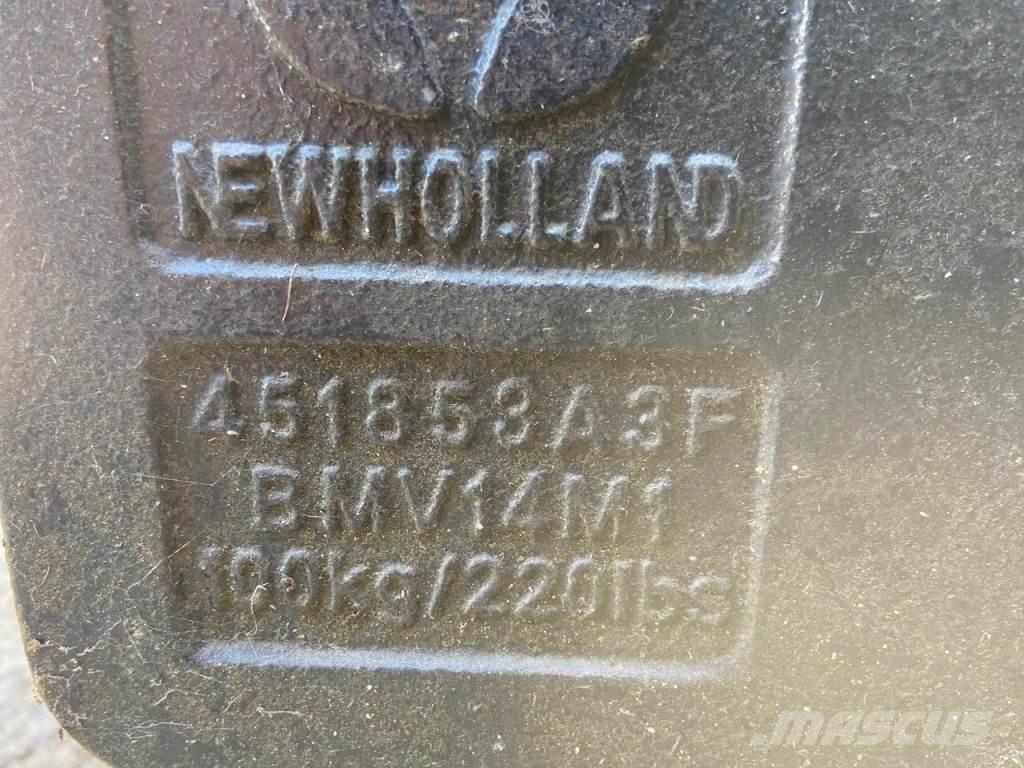 NEWHOLLAND
451853A3F
BMV14M1
100kg/220lbs
MASCUS